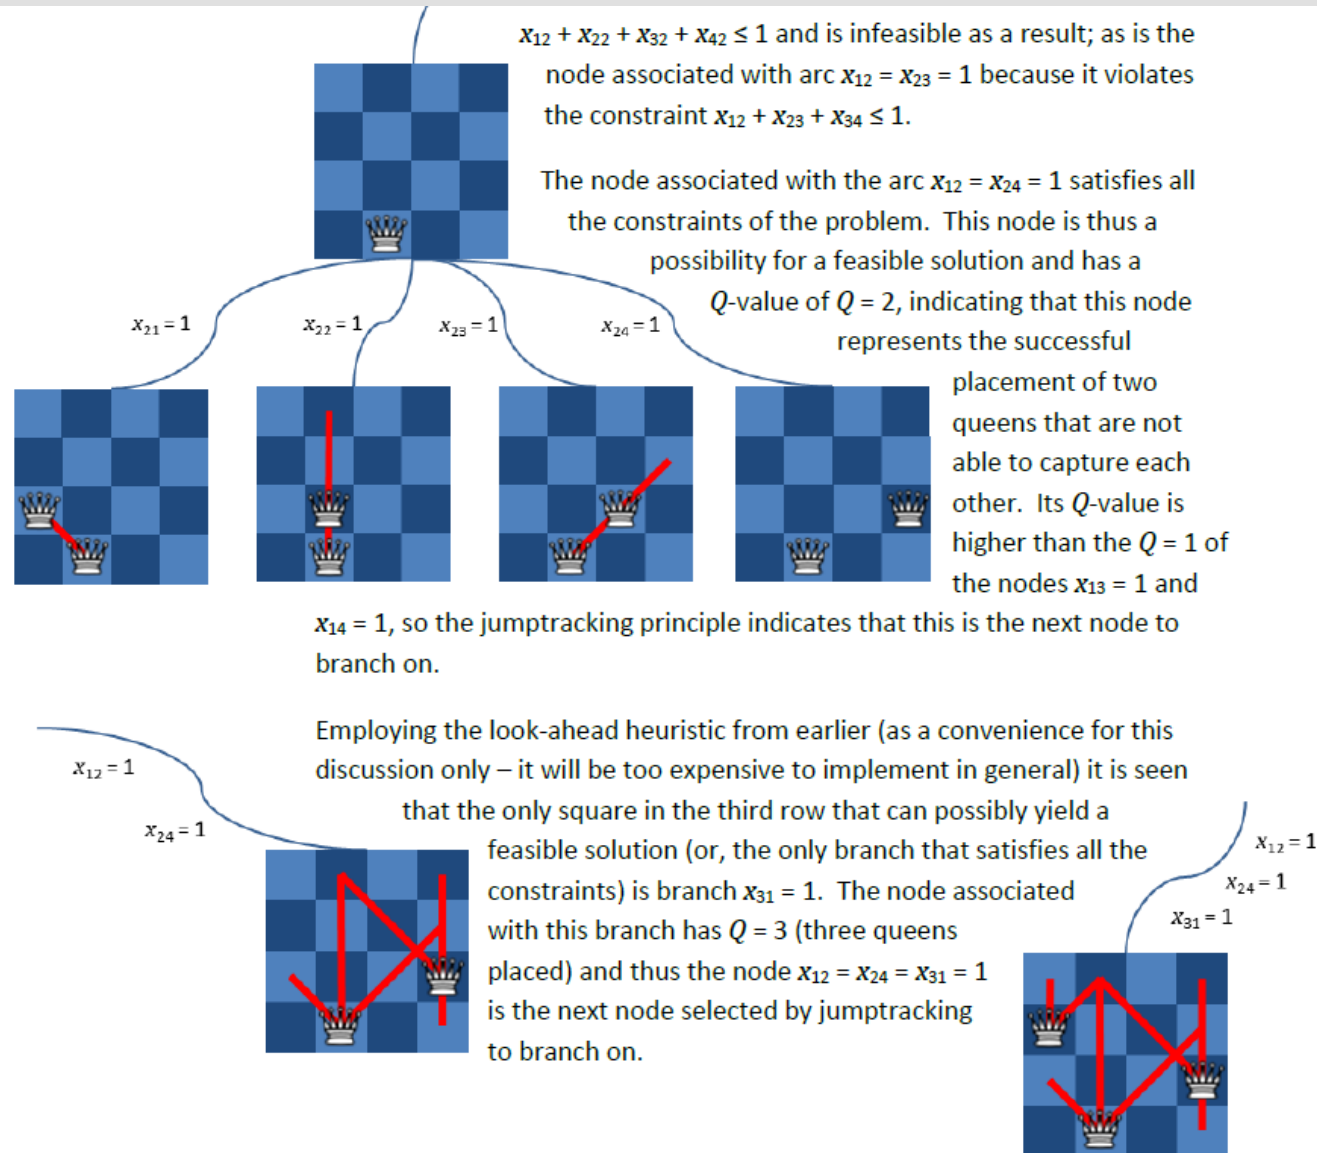 x12 + x22 + x32 + x42 ≤ 1 and is infeasible as a result; as is the
node associated with arc x12 = x23 = 1 because it violates
the constraint x12 + x23 + x34 ≤ 1.
The node associated with the arc x12 = x24 = 1 satisfies all
the constraints of the problem. This node is thus a
possibility for a feasible solution and has a
Q-value of Q = 2, indicating that this node
represents the successful
x21 = 1
x22 = 1
x23 = 1
x24 = 1
placement of two
queens that are not
able to capture each
other. Its Q-value is
higher than the Q = 1 of
the nodes x13 = 1 and
x14 = 1, so the jumptracking principle indicates that this is the next node to
branch on.
Employing the look-ahead heuristic from earlier (as a convenience for this
discussion only – it will be too expensive to implement in general) it is seen
that the only square in the third row that can possibly yield a
feasible solution (or, the only branch that satisfies all the
constraints) is branch x31 = 1. The node associated
with this branch has Q = 3 (three queens
placed) and thus the node x12 = x24 = x31 = 1
is the next node selected by jumptracking
to branch on.
x12 = 1
x24 = 1
x12 = 1
x24 = 1
x31 = 1